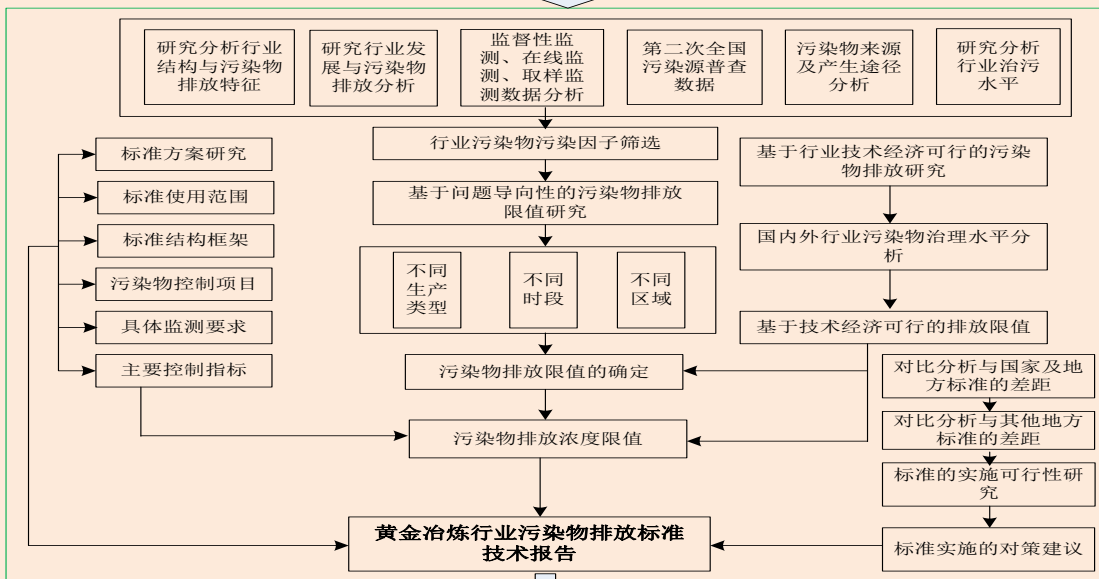 研究分析行业
结构与污染物
排放特征
研究行业发
展与污染物
排放分析
监督性监
测、在线监
测、取样监
测数据分析
第二次全国
污染源普查
数据
污染物来源
及产生途径
分析
研究分析
行业治污
水平
行业污染物污染因子筛选
基于问题导向性的污染物排放
限值研究
不同
生产
类型
不同
时段
不同
区域
污染物排放限值的确定
污染物排放浓度限值
标准方案研究
标准使用范围
标准结构框架
污染物控制项目
具体监测要求
主要控制指标
基于行业技术经济可行的污染
物排放研究
国内外行业污染物治理水平分
析
基于技术经济可行的排放限值
对比分析与国家及地
方标准的差距
对比分析与其他地方
标准的差距
标准的实施可行性研
究
标准实施的对策建议
黄金冶炼行业污染物排放标准
技术报告